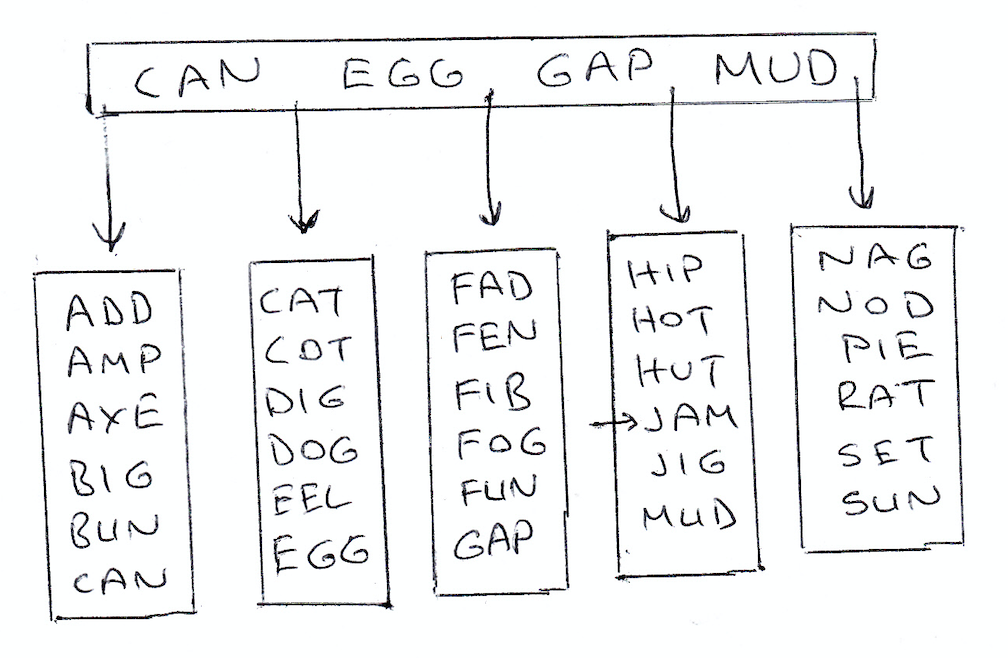 CAN EGG GAP MUD
ADD
AMP
AXE
BIG
BUN
CAN
CAT
COT
DIG
DOG
EEL
EGG
FAD
FEN
FIB
FOG
FUN
GAP
HIP
HOT
HUT
JAM
JIG
MUD
NAG
NOD
PIE
RAT
SET
SUN